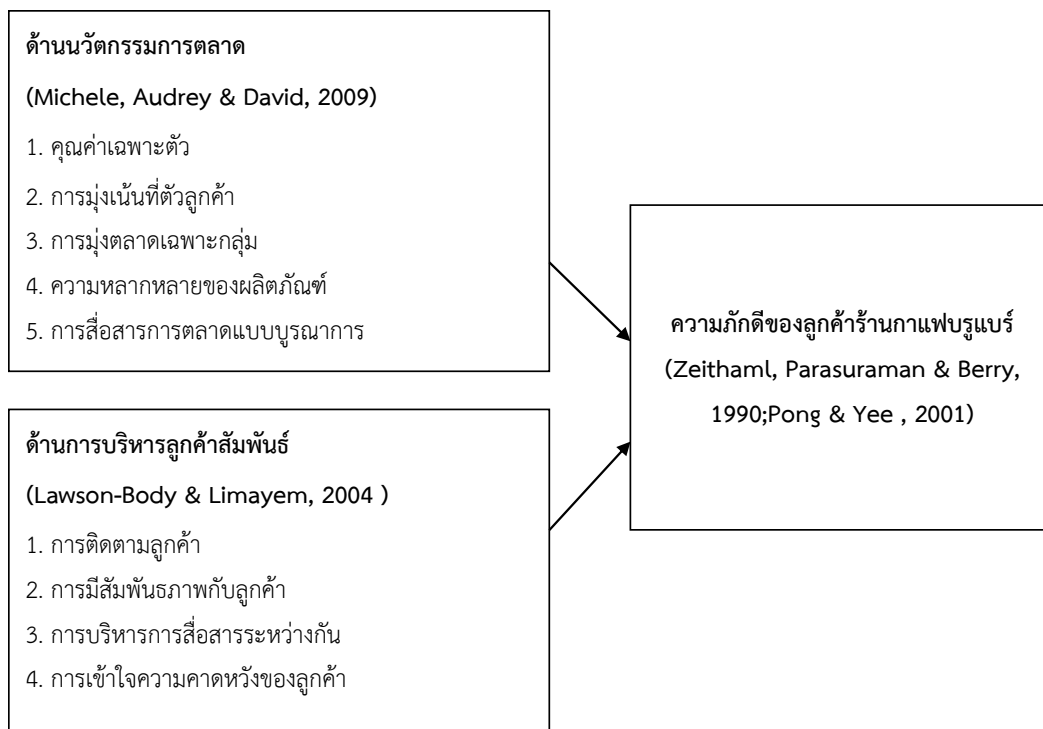 ด้านนวัตกรรมการตลาด
(Michele, Audrey & David, 2009)
1. คุณค่าเฉพาะตัว
2. การมุ่งเน้นที่ตัวลูกค้า
3. การมุ่งตลาดเฉพาะกลุ่ม
4. ความหลากหลายของผลิตภัณฑ์
5. การสื่อสารการตลาดแบบบูรณาการ
ด้านการบริหารลูกค้าสัมพันธ์
(Lawson-Body & Limayem, 2004 )
1. การติดตามลูกค้า
2. การมีสัมพันธภาพกับลูกค้า
3. การบริหารการสื่อสารระหว่างกัน
4. การเข้าใจความคาดหวังของลูกค้า
ความภักดีของลูกค้าร้านกาแฟบรูแบร์
(Zeithaml, Parasuraman & Berry,
1990;Pong & Yee , 2001)